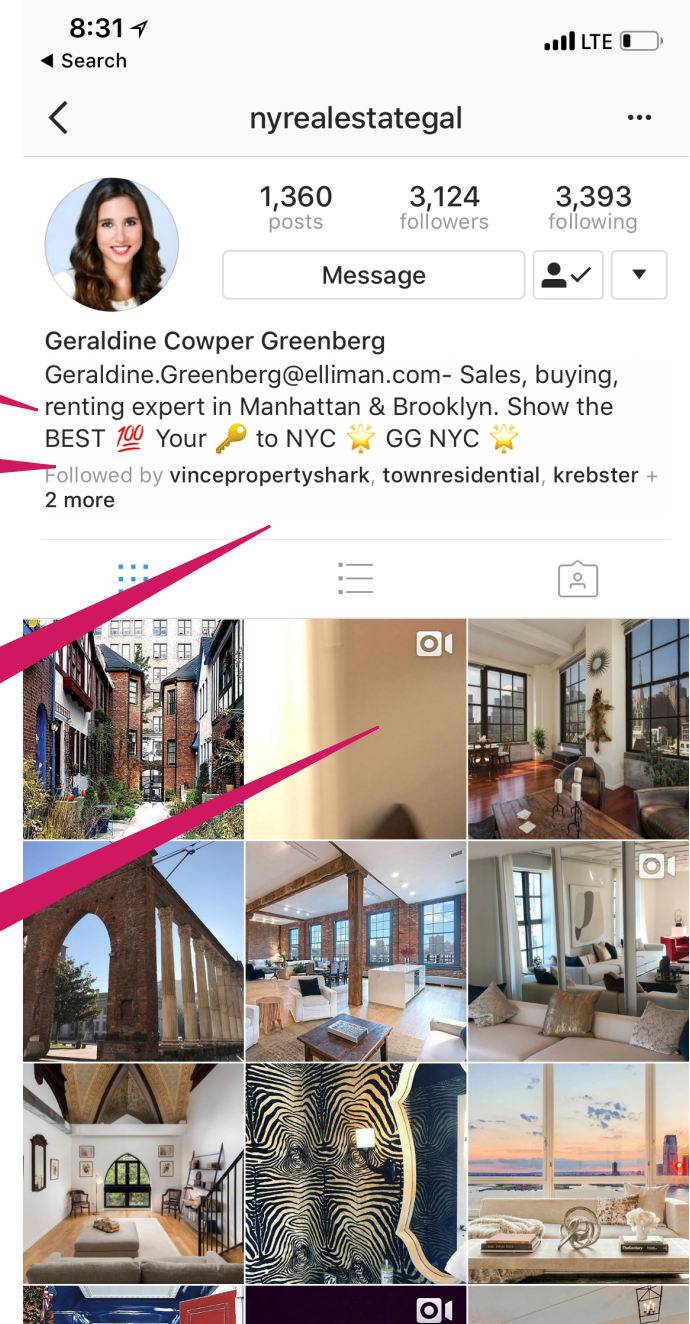 8:31
LTE
◀ Search
nyrealestategal
1,360 3,124 3,393
posts followers following
Message
Geraldine Cowper Greenberg
Geraldine.Greenberg@elliman.com- Sales, buying,
renting expert in Manhattan & Brooklyn. Show the
BEST 💯 Your 🔑 to NYC 🌟 GG NYC 🌟
Followed by vincepropertyshark, townresidential, krebster +
2 more